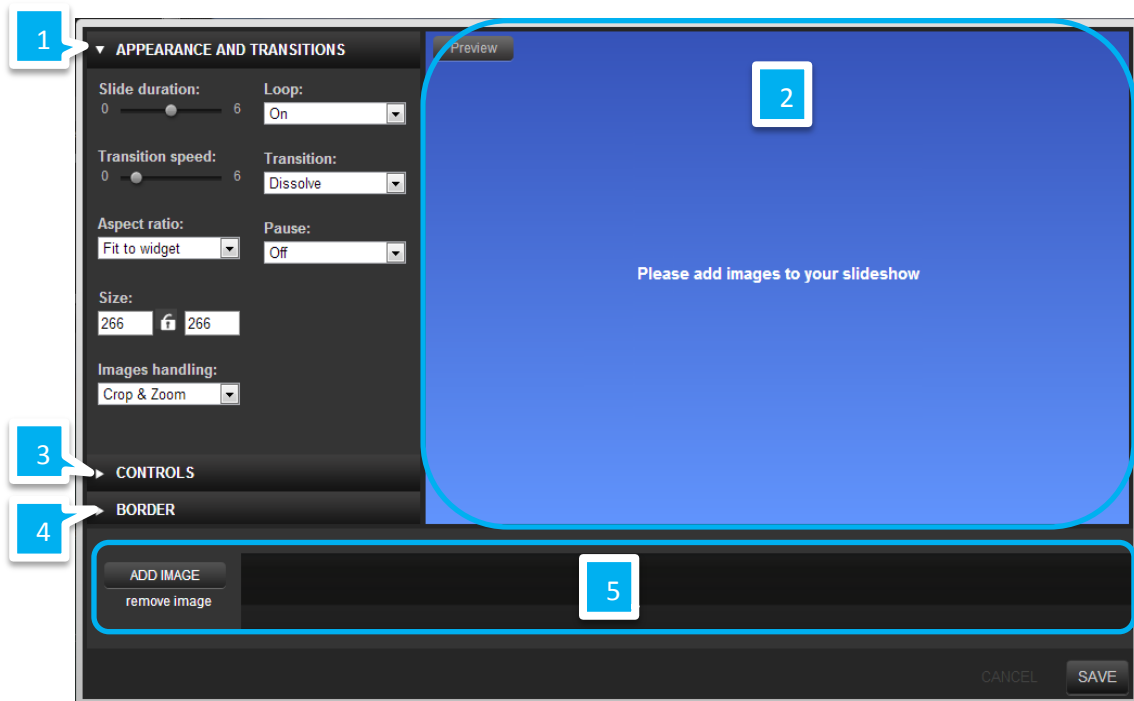 1
APPEARANCE AND TRANSITIONS
Preview
2
Slide duration:
0 6
Loop:
On
Transition speed:
0 6
Transition:
Dissolve
Aspect ratio:
Fit to widget
Pause:
Off
Please add images to your slideshow
Size:
266 266
Images handling:
Crop & Zoom
3
CONTROLS
4
BORDER
ADD IMAGE
remove image
5
CANCEL
SAVE